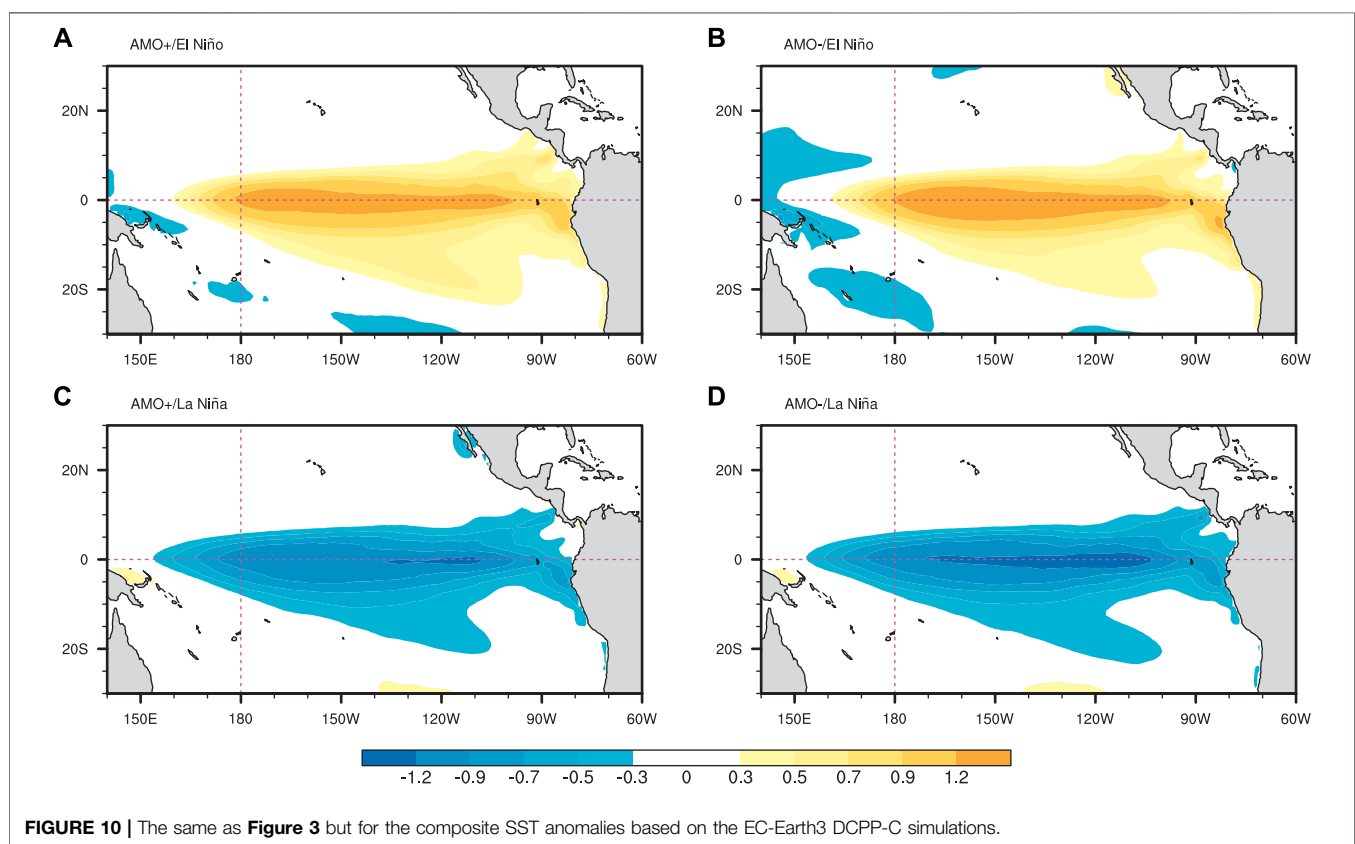 A AMO+/El Niño
B AMO-/El Niño
20N
0
20S
150E 180 150W 120W 90W 60W
20N
0
20S
150E 180 150W 120W 90W 60W
C AMO+/La Niña
D AMO-/La Niña
20N
0
20S
150E 180 150W 120W 90W 60W
20N
0
20S
150E 180 150W 120W 90W 60W
-1.2 -0.9 -0.7 -0.5 -0.3 0 0.3 0.5 0.7 0.9 1.2
FIGURE 10 | The same as Figure 3 but for the composite SST anomalies based on the EC-Earth3 DCPP-C simulations.